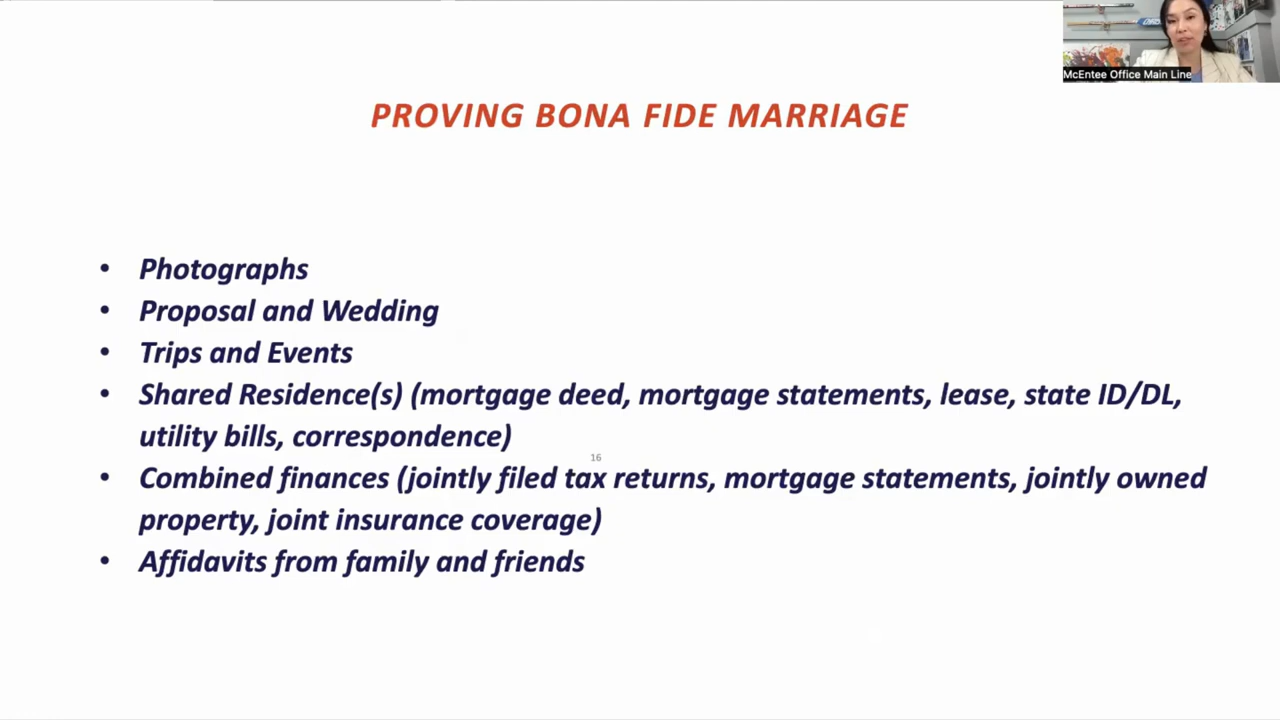 McEntee Office Main Line
PROVING BONA FIDE MARRIAGE
• Photographs
• Proposal and Wedding
• Trips and Events
• Shared Residence(s) (mortgage deed, mortgage statements, lease, state ID/DL,
utility bills, correspondence)
16
• Combined finances (jointly filed tax returns, mortgage statements, jointly owned
property, joint insurance coverage)
• Affidavits from family and friends